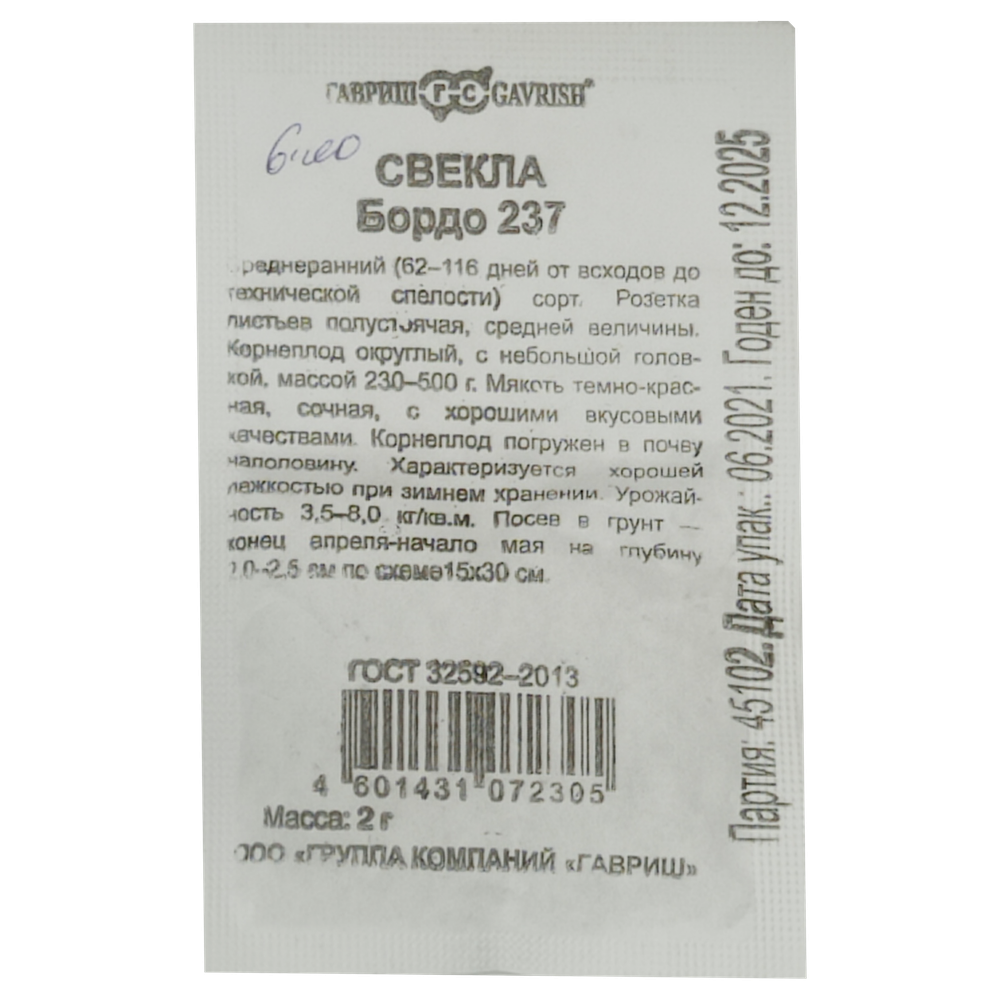 ГАВРИШ ГС GAVRISH®
СВЕКЛА
Бордо 237
Среднеранний (62–116 дней от всходов до
технической спелости) сорт. Розетка
листьев полустоячая, средней величины.
Корнеплод округлый, с небольшой голов-
кой, массой 230–500 г. Мякоть темно-крас-
ная, сочная, с хорошими вкусовыми
качествами. Корнеплод погружен в почву
наполовину. Характеризуется хорошей
лежкостью при зимнем хранении. Урожай-
ность 3,5–8,0 кг/кв.м. Посев в грунт —
конец апреля-начало мая на глубину
2,0–2,5 см по схеме 15х30 см.
ГОСТ 32592–2013
4 601431 072305
Масса: 2 г
ООО «ГРУППА КОМПАНИЙ «ГАВРИШ»
Партия: 45102. Дата упак.: 06.2021. Годен до: 12.2025